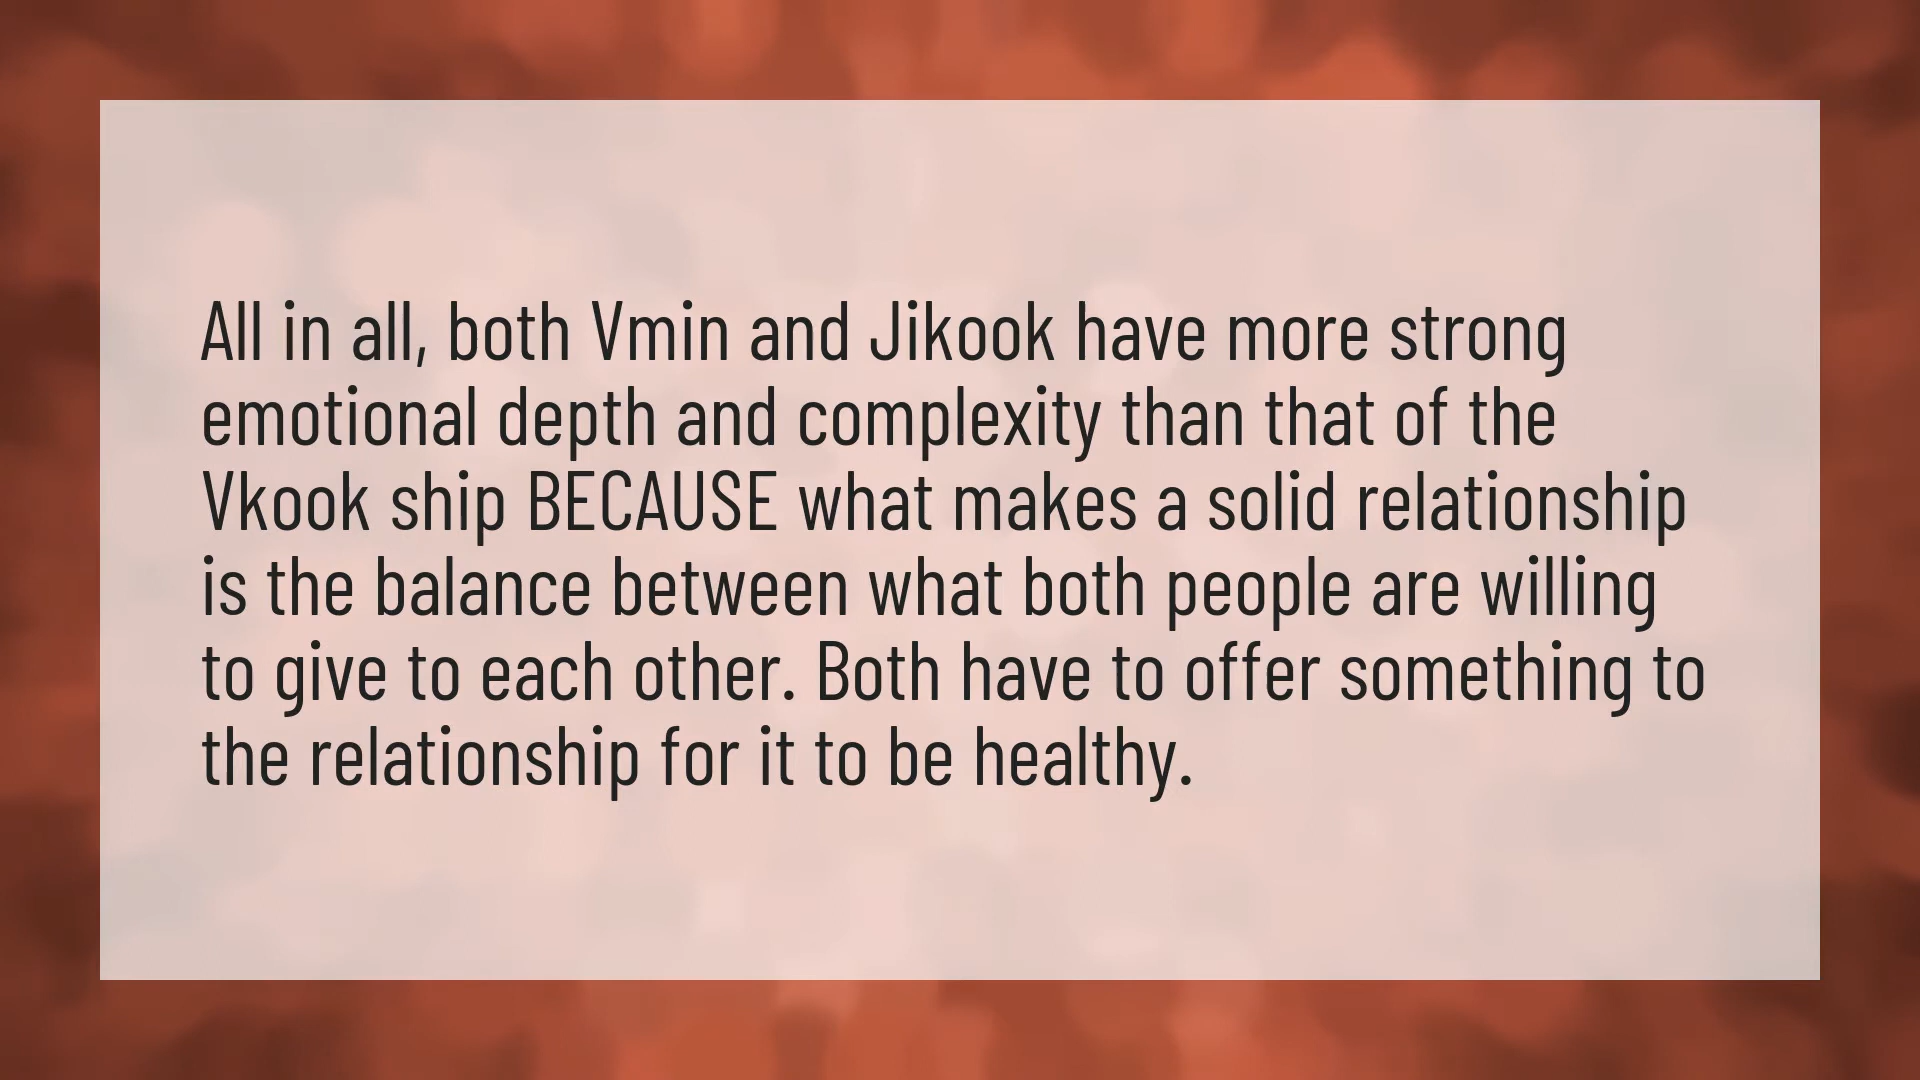 All in all, both Vmin and Jikook have more strong
emotional depth and complexity than that of the
Vkook ship BECAUSE what makes a solid relationship
is the balance between what both people are willing
to give to each other. Both have to offer something to
the relationship for it to be healthy.